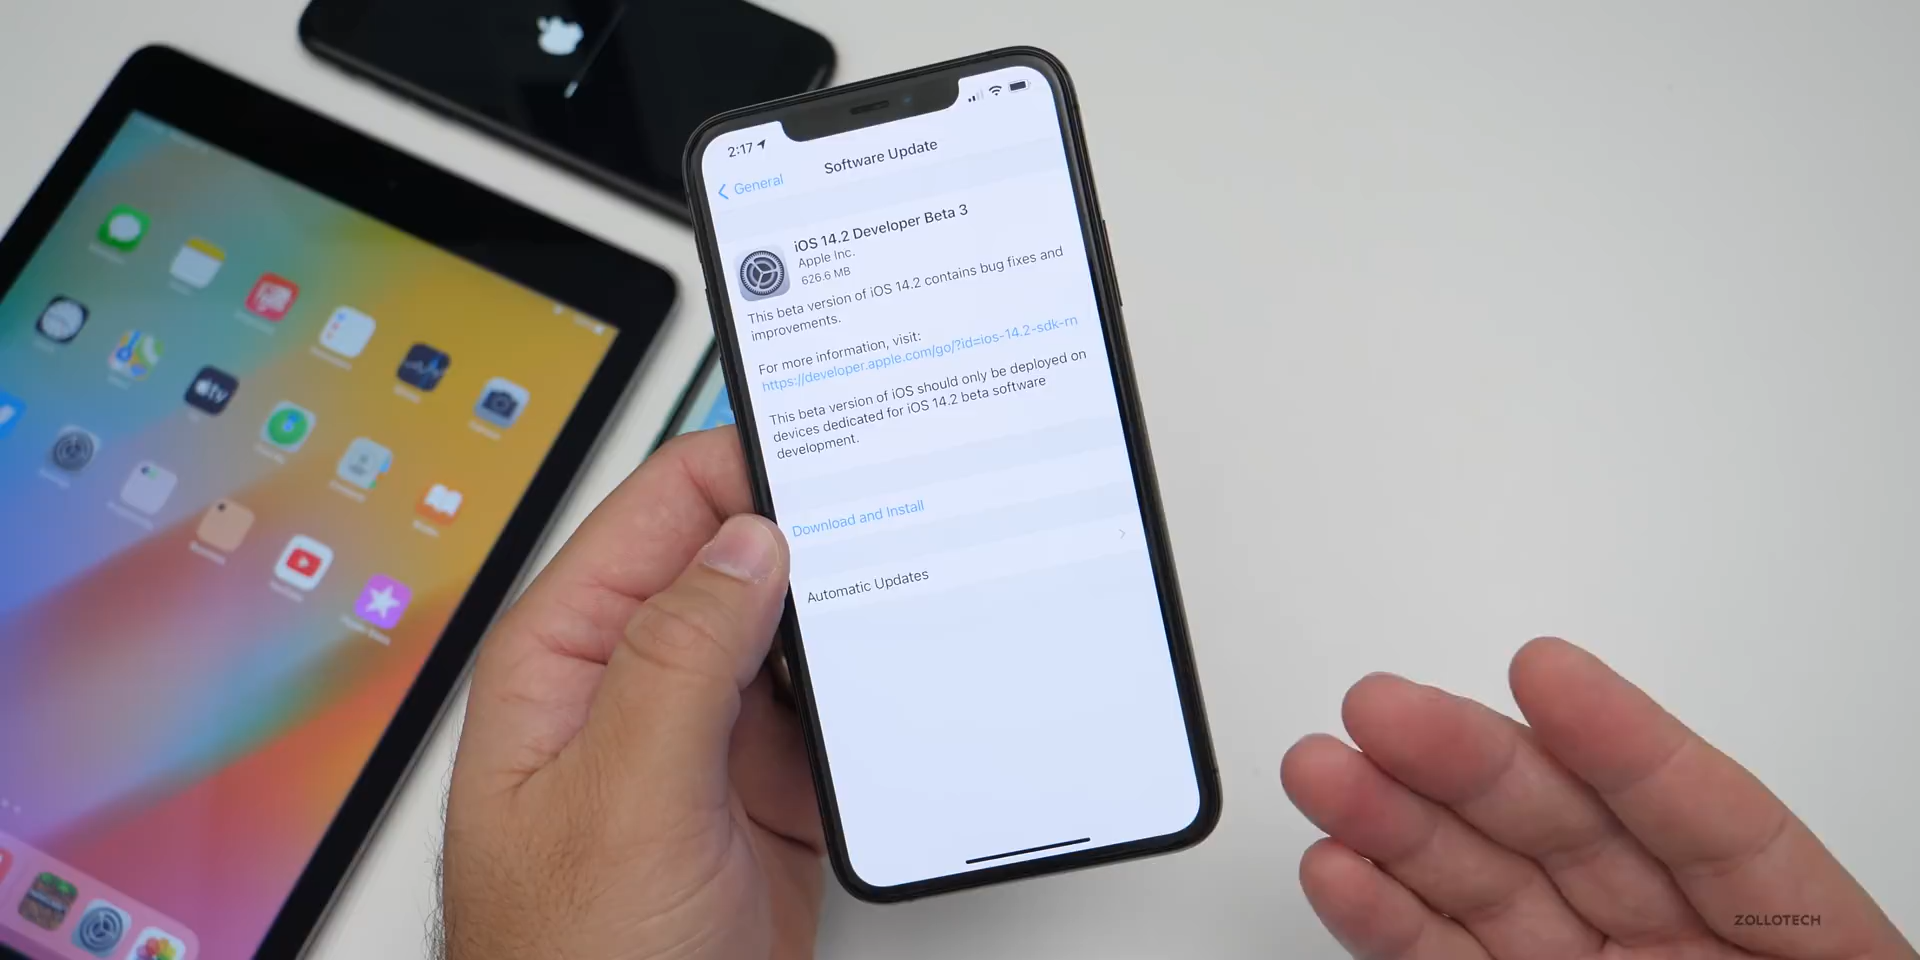 2:17
General
Software Update
iOS 14.2 Developer Beta 3
Apple Inc.
626.6 MB
This beta version of iOS 14.2 contains bug fixes and
improvements.
For more information, visit:
https://developer.apple.com/go/?id=ios-14.2-sdk-rn
This beta version of iOS should only be deployed on
devices dedicated for iOS 14.2 beta software
development.
Download and Install
Automatic Updates
tv
ZOLLOTECH